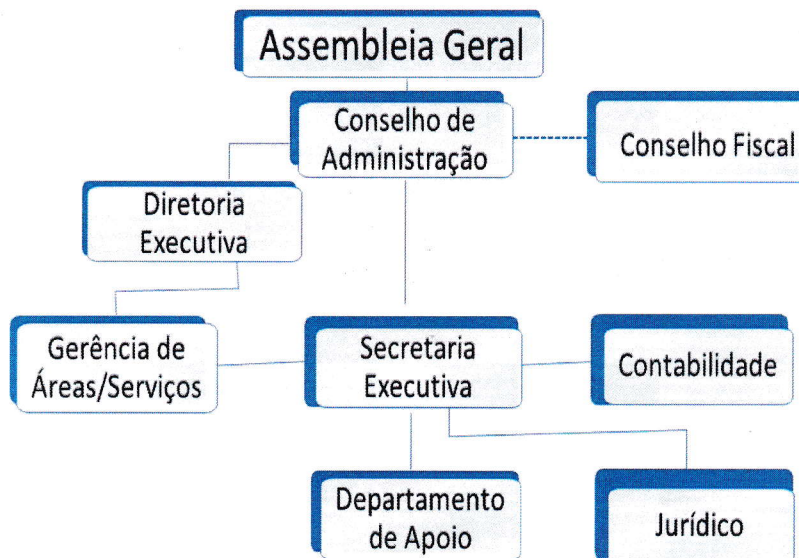 Assembleia Geral
Conselho de
Administração
Conselho Fiscal
Diretoria
Executiva
Gerência de
Áreas/Serviços
Secretaria
Executiva
Contabilidade
Departamento
de Apoio
Jurídico